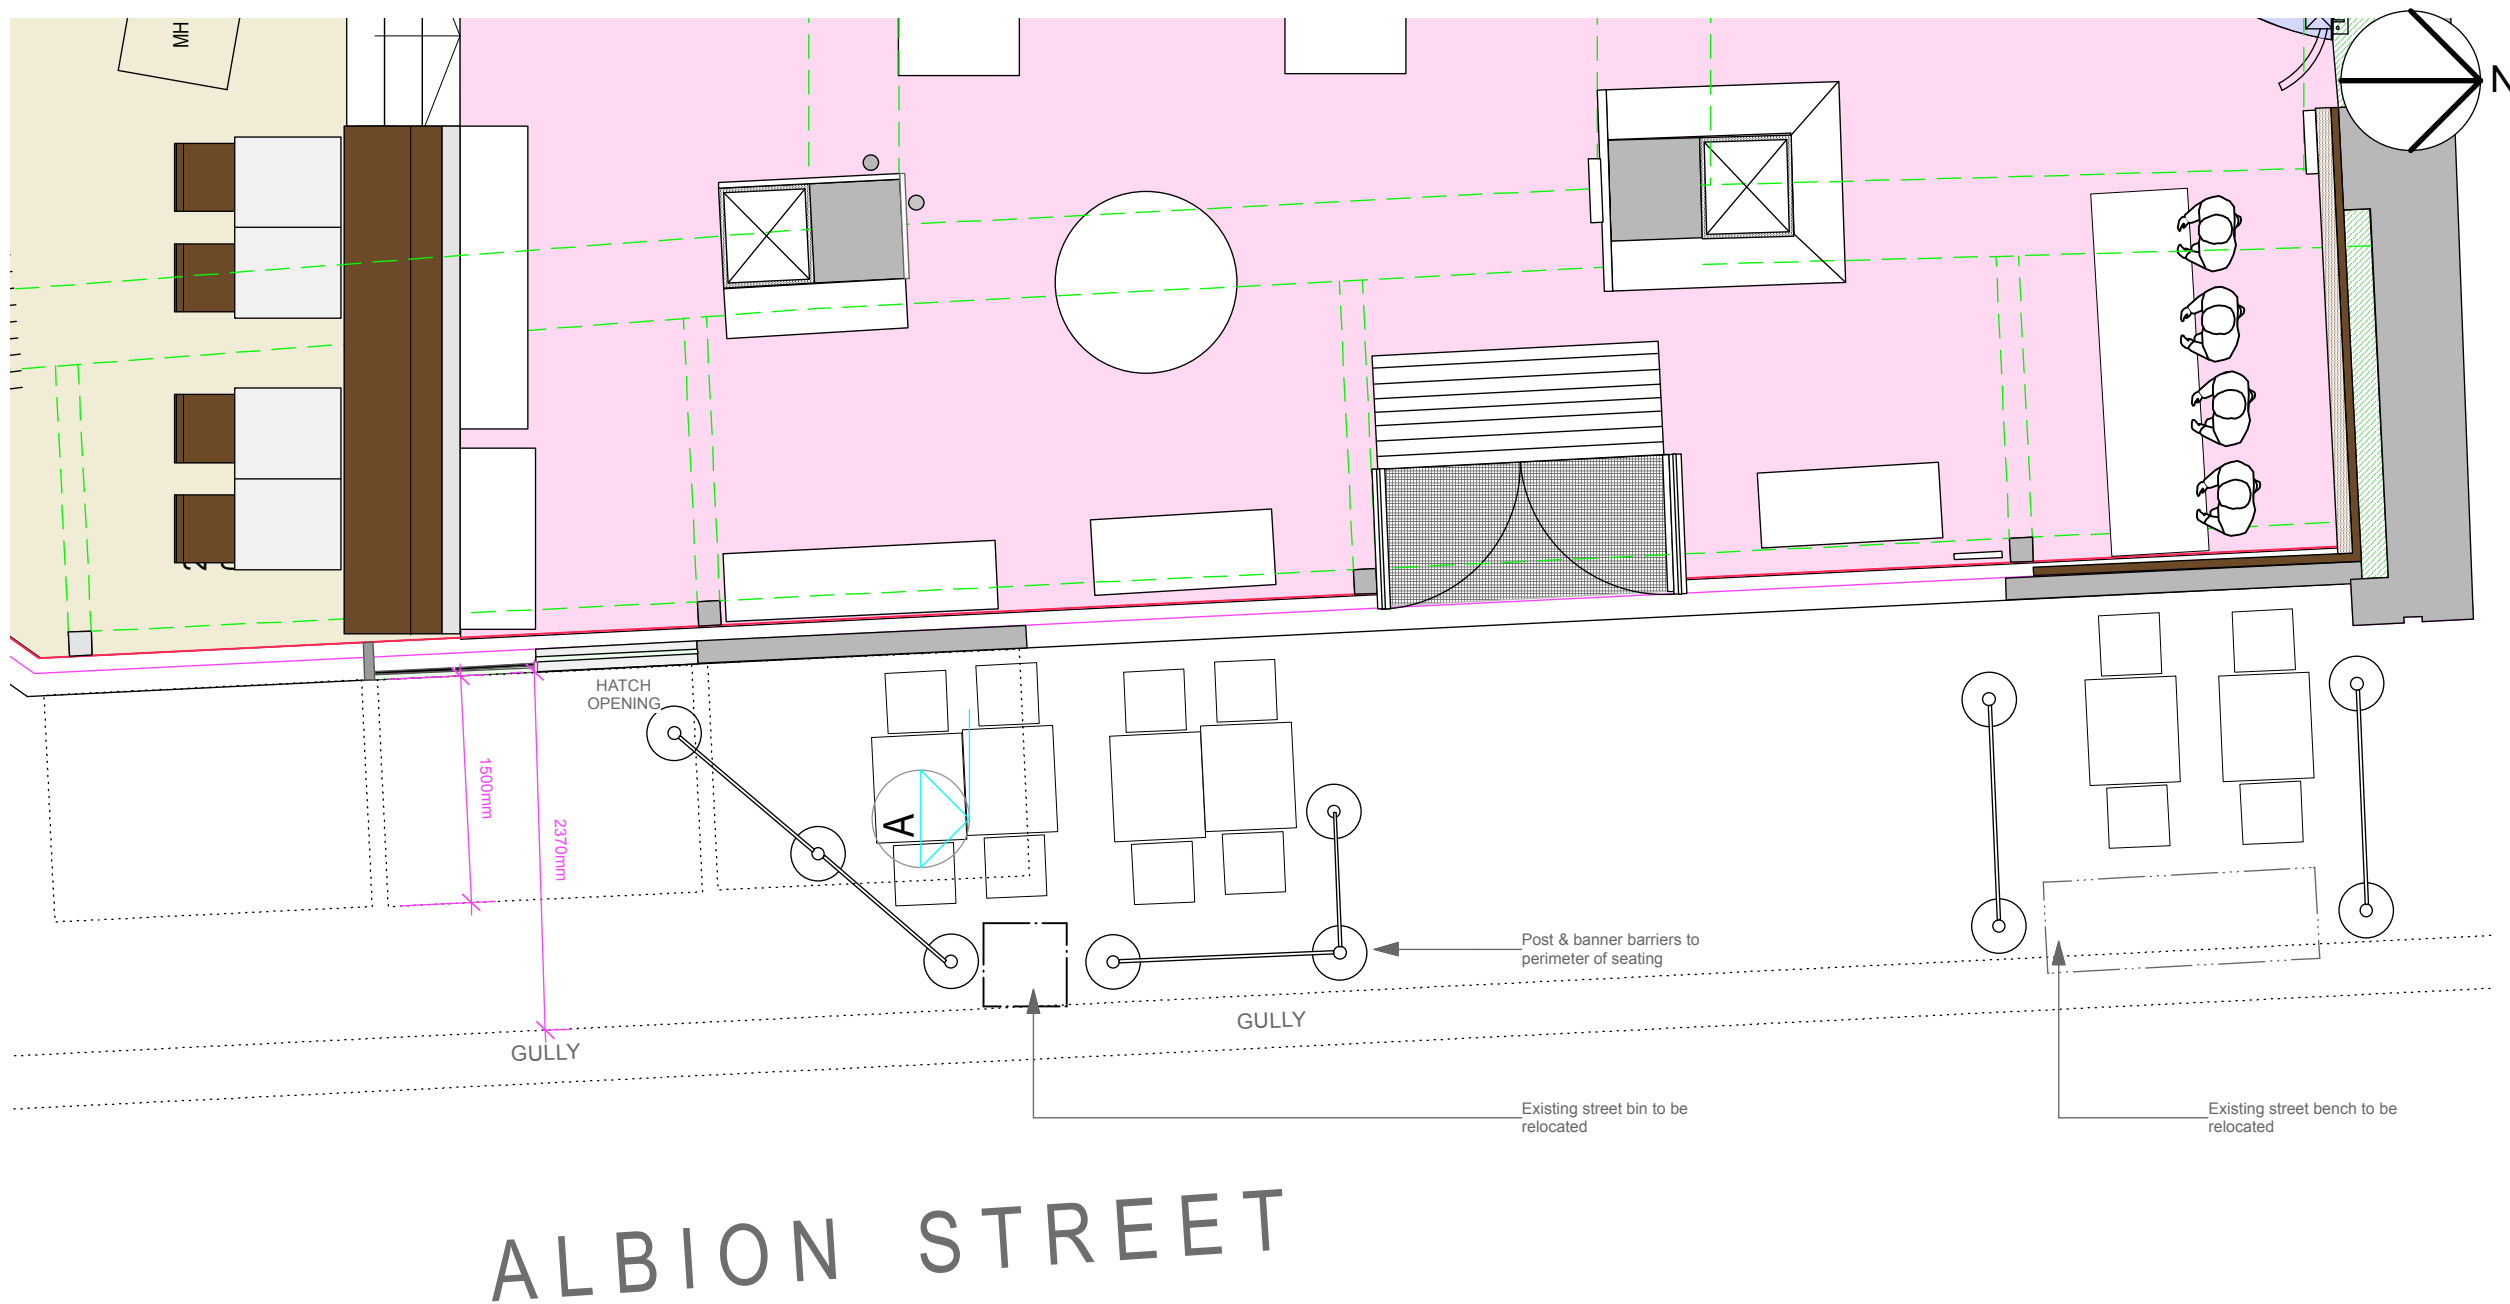 MH
N
HATCH
OPENING
1500mm
2370mm
A
Post & banner barriers to
perimeter of seating
GULLY
GULLY
Existing street bin to be
relocated
Existing street bench to be
relocated
ALBION STREET